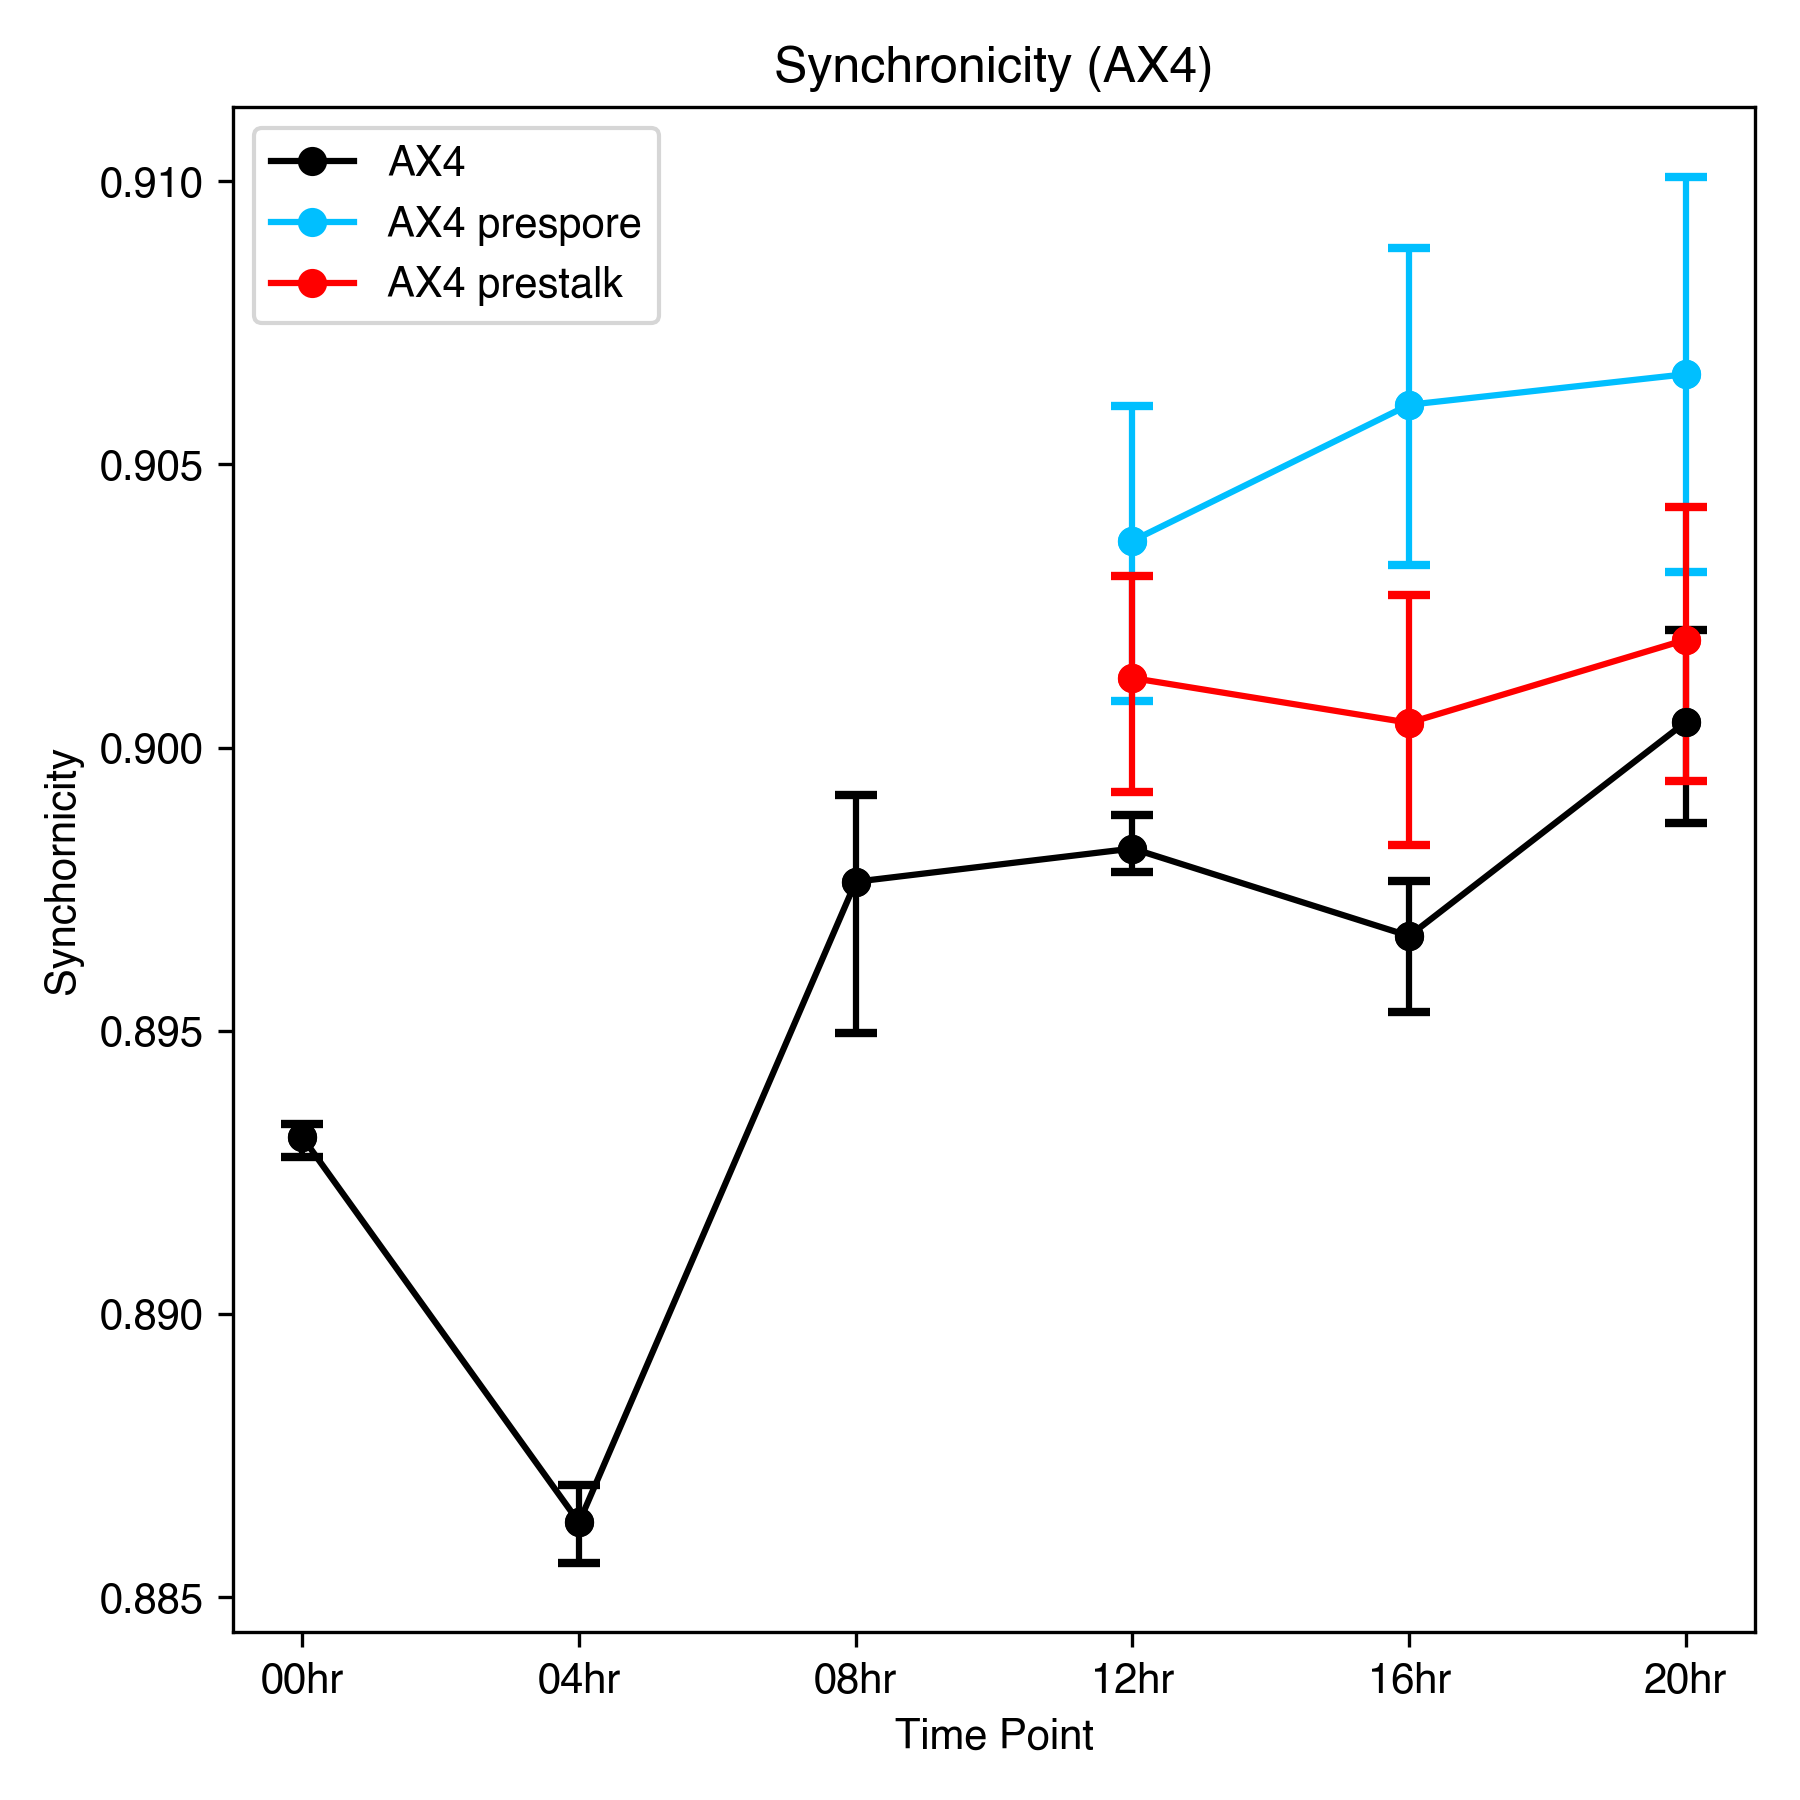 Synchronicity (AX4)
AX4
AX4 prespore
AX4 prestalk
0.910
0.905
0.900
0.895
0.890
0.885
Synchornicity
00hr 04hr 08hr 12hr 16hr 20hr
Time Point